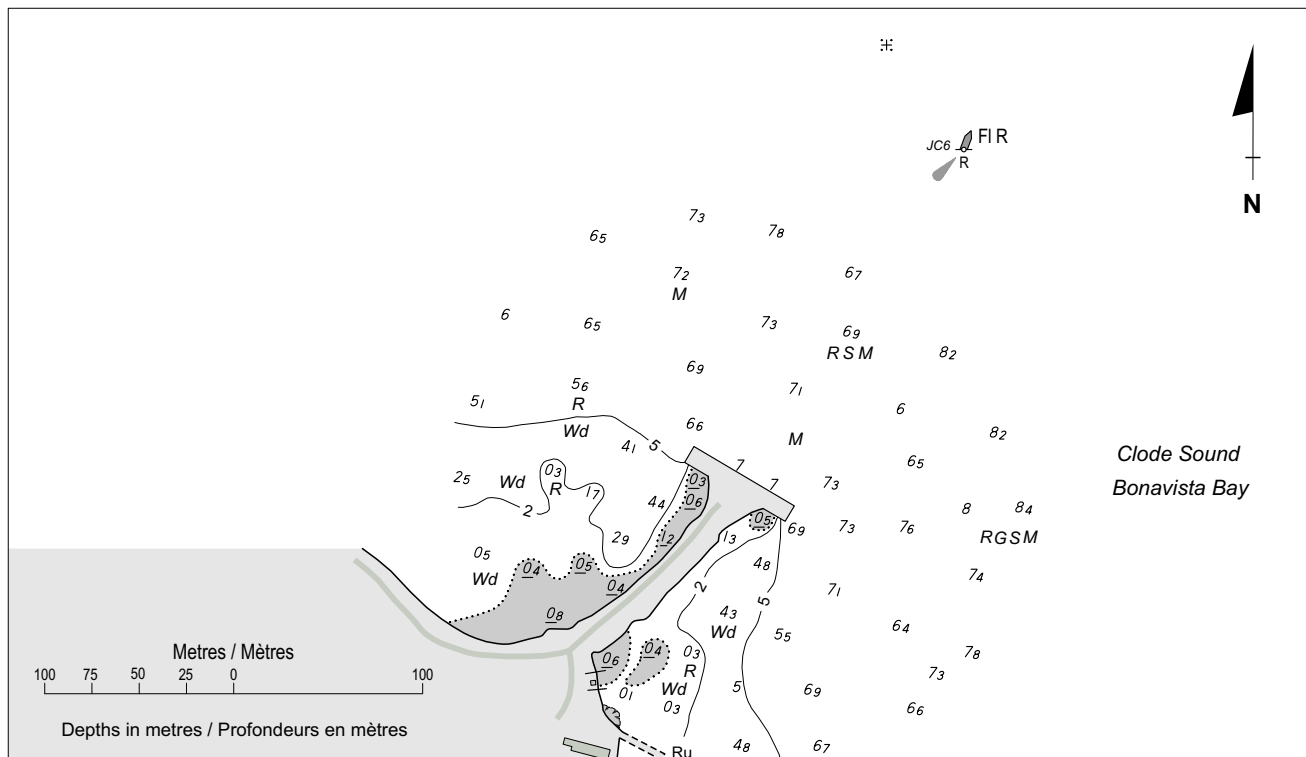 JC6
Fl R
R
N
7₃
7₈
6₅
7₂
M
6₇
6
6₅
7₃
6₉
R S M
8₂
6₉
5₆
R
7₁
5₁
Wd
4₁
5
6₆
6
M
8₂
Clode Sound
Bonavista Bay
2₅
Wd
0₃
R
1₇
2
4₄
0₃
0₆
7
7
7₃
6₅
2₉
1₂
0₅
1₃
6₉
7₃
7₆
8
8₄
R G S M
0₅
Wd
0₄
0₅
0₄
0₈
4₈
2
5
7₁
7₄
4₃
Wd
5₅
6₄
7₈
0₆
0₄
0₃
R
Wd
0₁
0₃
5
6₉
7₃
6₆
Metres / Mètres
100 75 50 25 0 100
Depths in metres / Profondeurs en mètres
Ru
4₈
6₇